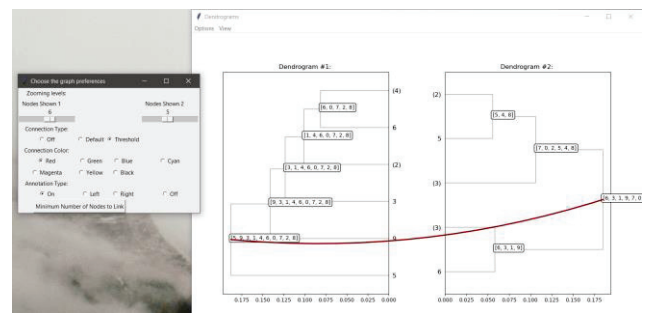 Dendrograms
Options View
Choose the graph preferences
Zooming levels:
Nodes Shown 1 Nodes Shown 2
6 5
Connection Type:
Off Default Threshold
Connection Color:
Red Green Blue Cyan
Magenta Yellow Black
Annotation Type:
On Left Right Off
Minimum Number of Nodes to Link
Dendrogram #1:
(4)
[6, 0, 7, 2, 8]
6
[1, 4, 6, 0, 7, 2, 8]
(2)
[3, 1, 4, 6, 0, 7, 2, 8]
3
[9, 3, 1, 4, 6, 0, 7, 2, 8]
9
[5, 9, 3, 1, 4, 6, 0, 7, 2, 8]
5
0.175 0.150 0.125 0.100 0.075 0.050 0.025 0.000
Dendrogram #2:
(2)
[5, 4, 8]
5
[7, 0, 2, 5, 4, 8]
(3)
[6, 3, 1, 9, 7, 0
(3)
[6, 3, 1, 9]
6
0.000 0.025 0.050 0.075 0.100 0.125 0.150 0.175